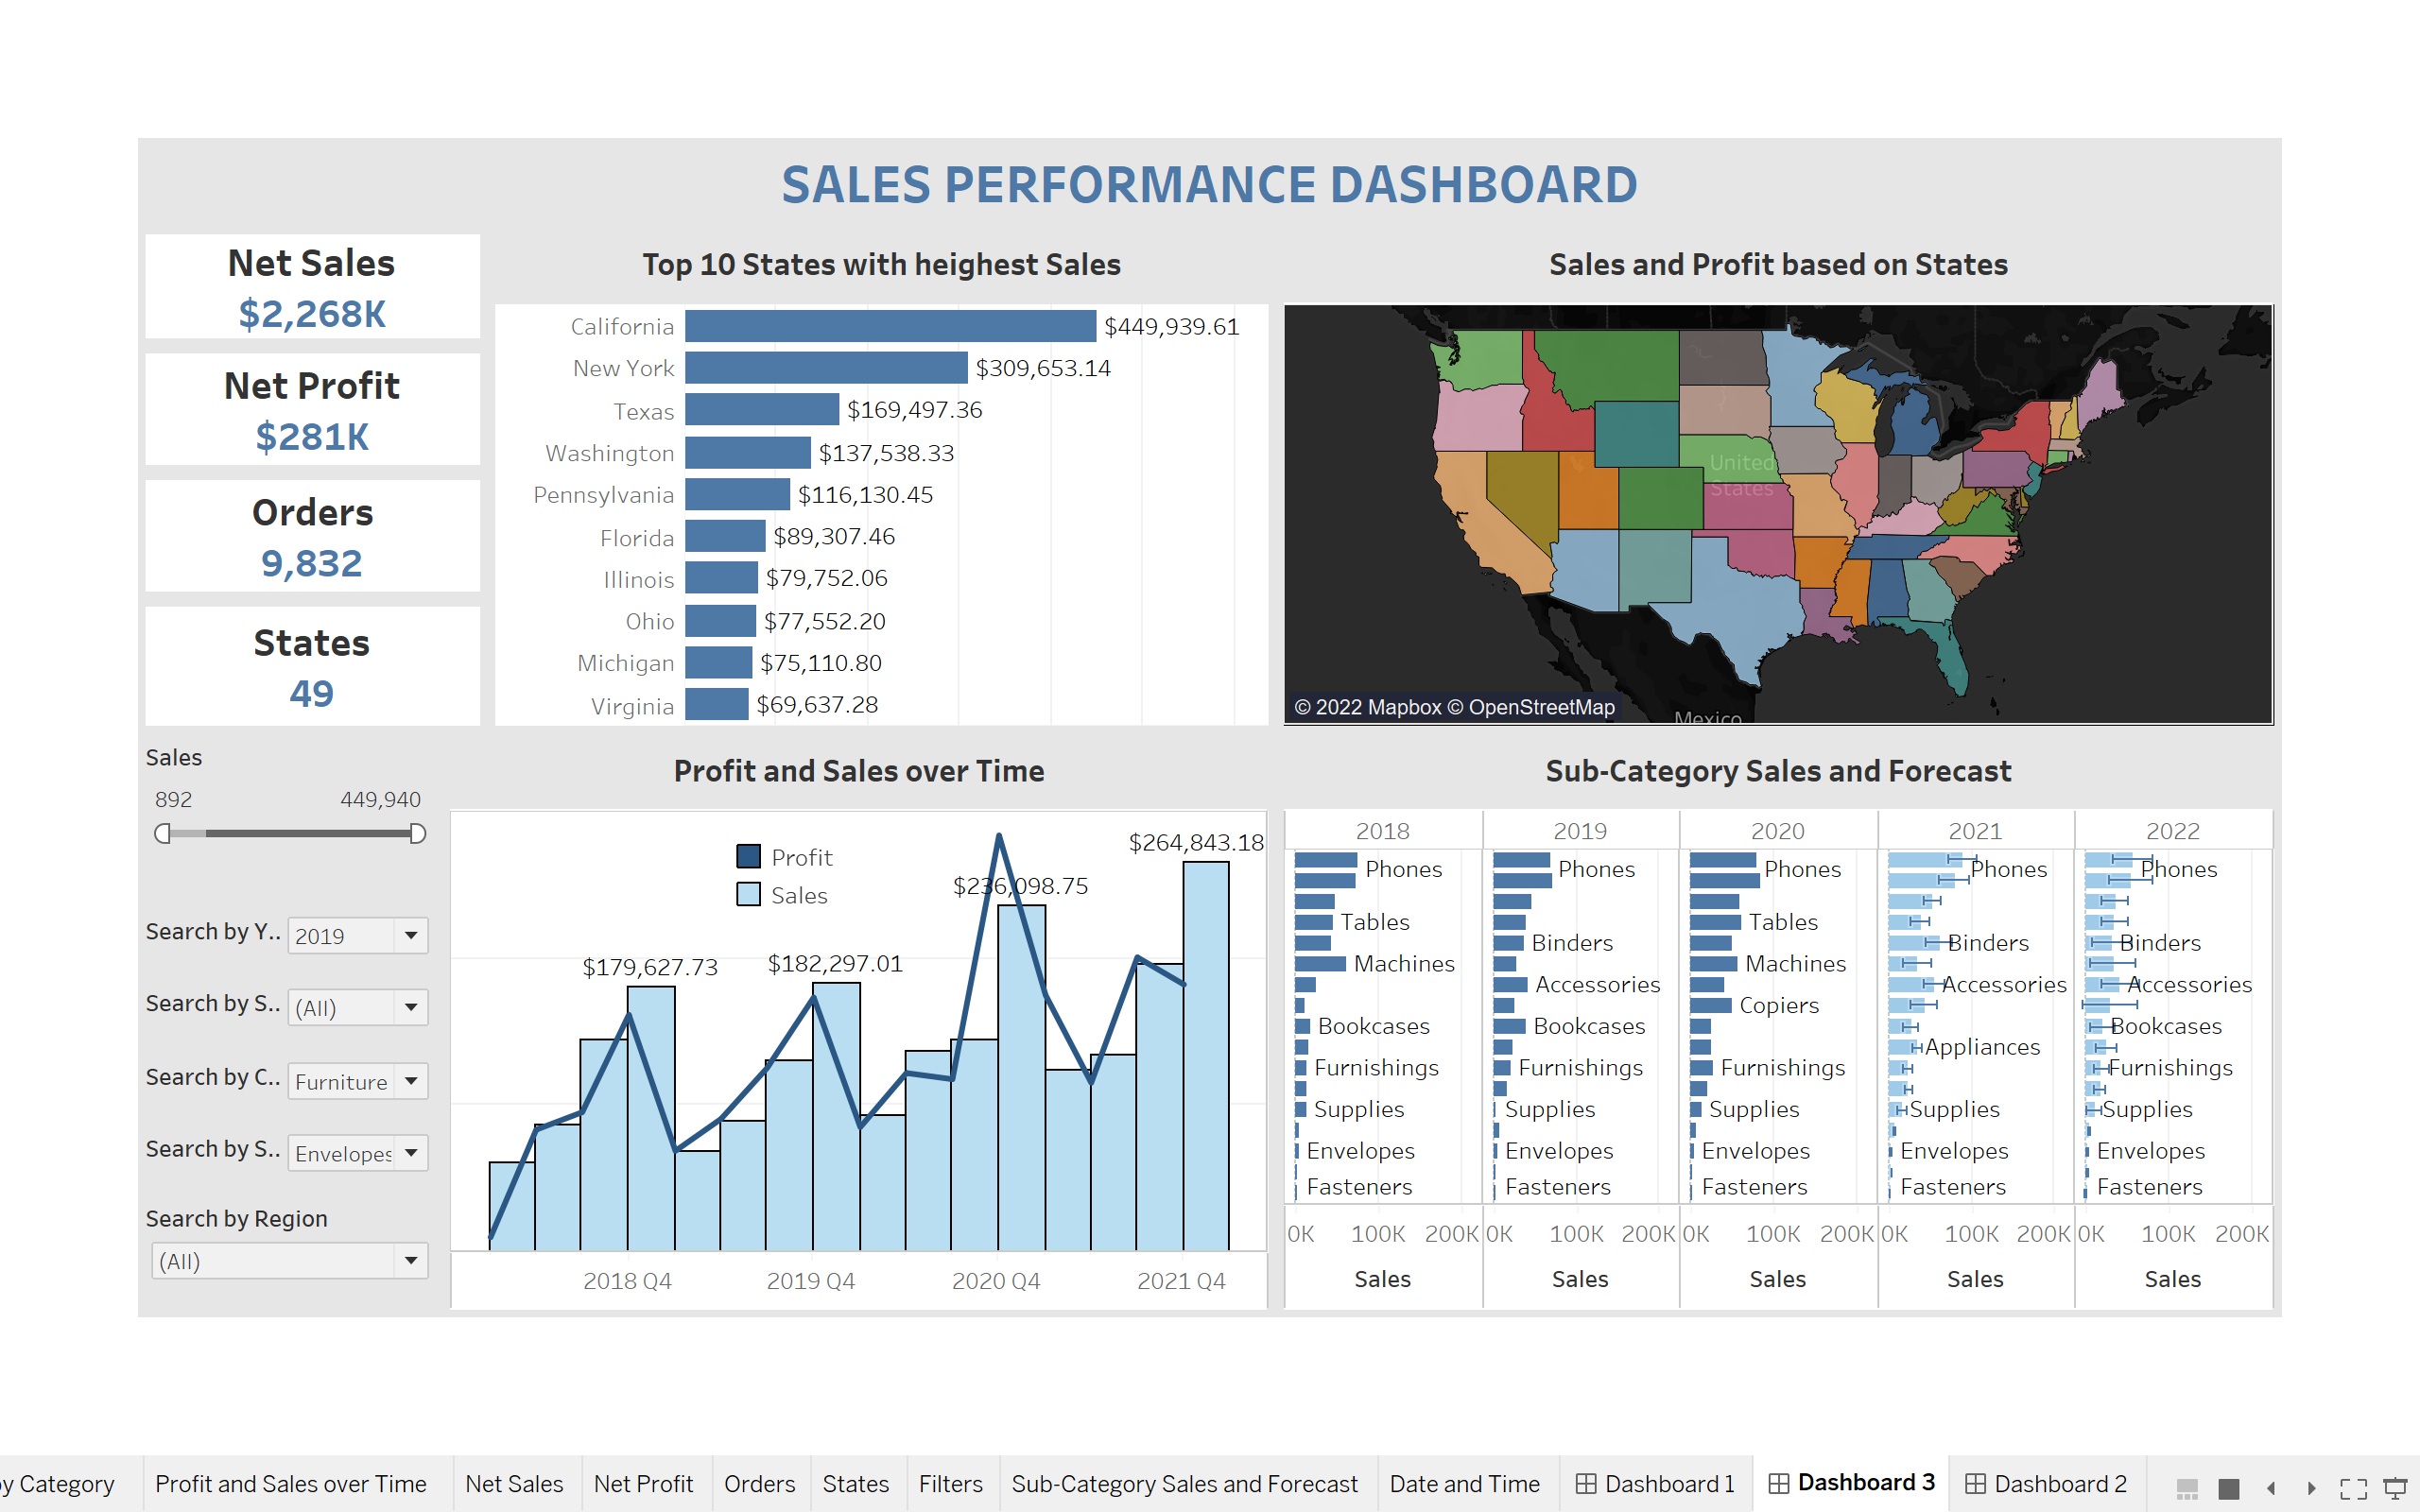 SALES PERFORMANCE DASHBOARD
Net Sales
$2,268K
Net Profit
$281K
Orders
9,832
States
49
Top 10 States with heighest Sales
California $449,939.61
New York $309,653.14
Texas $169,497.36
Washington $137,538.33
Pennsylvania $116,130.45
Florida $89,307.46
Illinois $79,752.06
Ohio $77,552.20
Michigan $75,110.80
Virginia $69,637.28
Sales and Profit based on States
United
States
Mexico
© 2022 Mapbox © OpenStreetMap
Sales
892 449,940
Search by Y.. 2019
Search by S.. (All)
Search by C.. Furniture
Search by S.. Envelopes
Search by Region
(All)
Profit and Sales over Time
Profit
Sales
$179,627.73
$182,297.01
$236,098.75
$264,843.18
2018 Q4 2019 Q4 2020 Q4 2021 Q4
Sub-Category Sales and Forecast
2018 2019 2020 2021 2022
Phones Phones Phones Phones Phones
Tables Tables
Binders Binders Binders
Machines Machines
Accessories Accessories Accessories
Copiers
Bookcases Bookcases Bookcases
Appliances
Furnishings Furnishings Furnishings Furnishings
Supplies Supplies Supplies Supplies Supplies
Envelopes Envelopes Envelopes Envelopes Envelopes
Fasteners Fasteners Fasteners Fasteners Fasteners
0K 100K 200K 0K 100K 200K 0K 100K 200K 0K 100K 200K 0K 100K 200K
Sales Sales Sales Sales Sales
by Category Profit and Sales over Time Net Sales Net Profit Orders States Filters Sub-Category Sales and Forecast Date and Time Dashboard 1 Dashboard 3 Dashboard 2